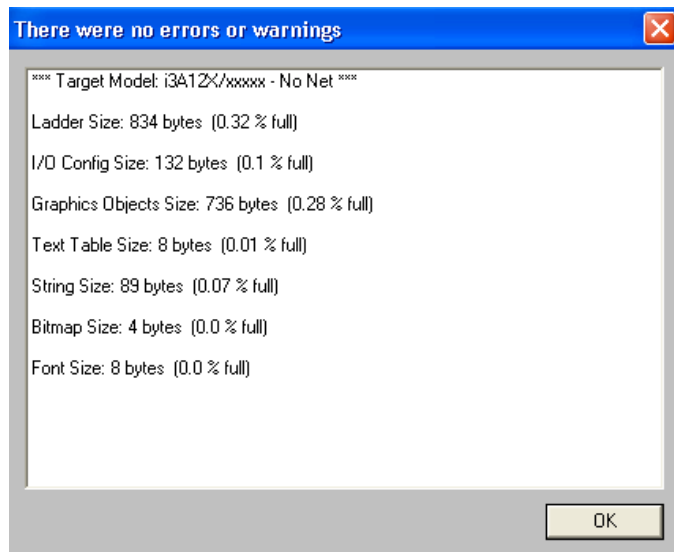 There were no errors or warnings
*** Target Model: i3A12X/xxxxx - No Net ***
Ladder Size: 834 bytes (0.32 % full)
I/O Config Size: 132 bytes (0.1 % full)
Graphics Objects Size: 736 bytes (0.28 % full)
Text Table Size: 8 bytes (0.01 % full)
String Size: 89 bytes (0.07 % full)
Bitmap Size: 4 bytes (0.0 % full)
Font Size: 8 bytes (0.0 % full)
OK